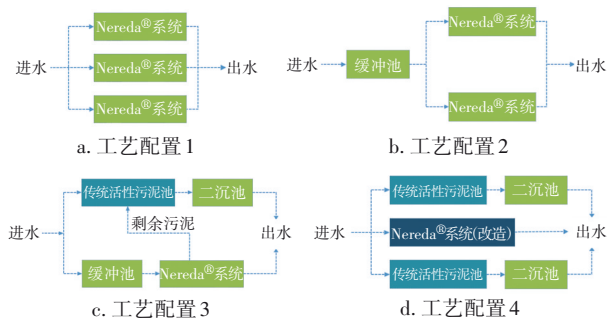 Nereda®系统
进水
Nereda®系统
出水
Nereda®系统
a. 工艺配置1
Nereda®系统
进水
缓冲池
出水
Nereda®系统
b. 工艺配置2
传统活性污泥池
二沉池
进水
剩余污泥
出水
缓冲池
Nereda®系统
c. 工艺配置3
传统活性污泥池
二沉池
进水
Nereda®系统(改造)
出水
传统活性污泥池
二沉池
d. 工艺配置4